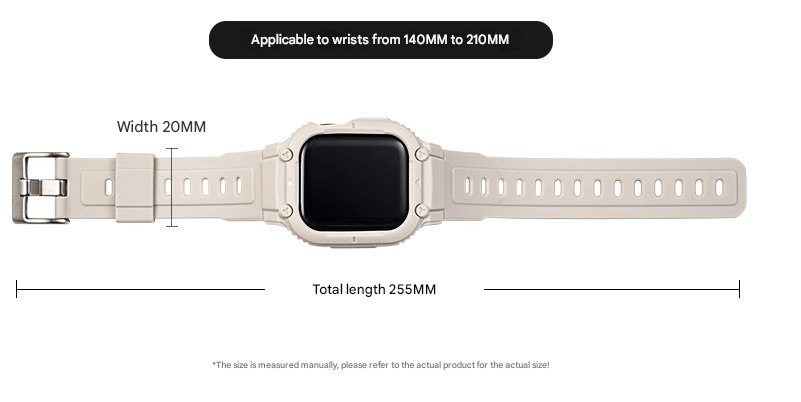 Applicable to wrists from 140MM to 210MM
Width 20MM
Total length 255MM
*The size is measured manually, please refer to the actual product for the actual size!